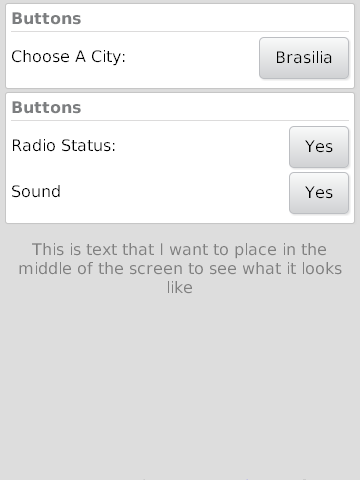 Buttons
Choose A City: Brasilia
Buttons
Radio Status: Yes
Sound Yes
This is text that I want to place in the
middle of the screen to see what it looks
like